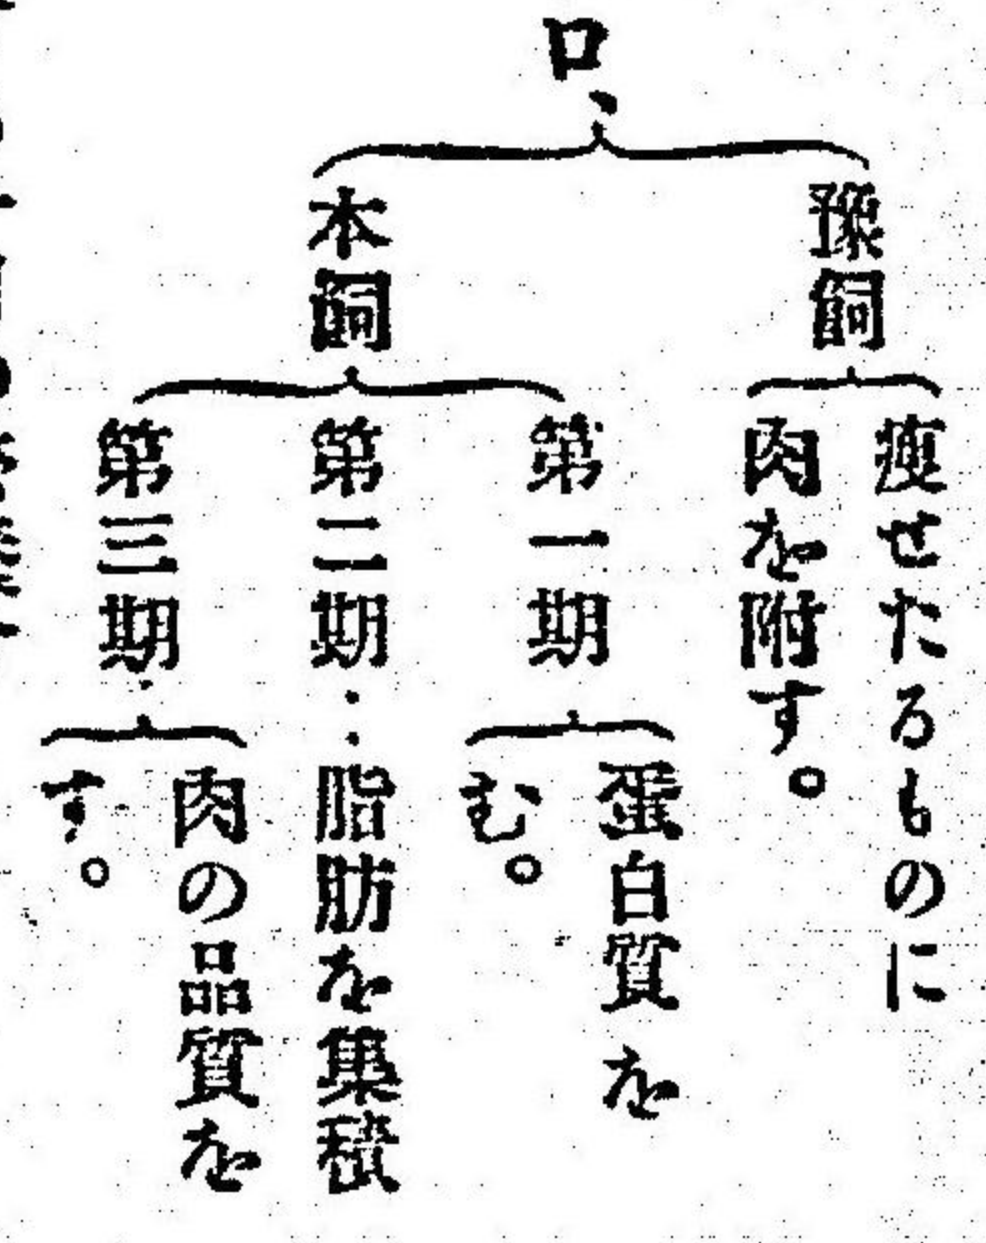 ロ、
豫飼
瘦せたるものに
肉を附す。
本飼
第一期
蛋白質を
む。
第二期‥脂肪を集積
第三期
肉の品質を
す。